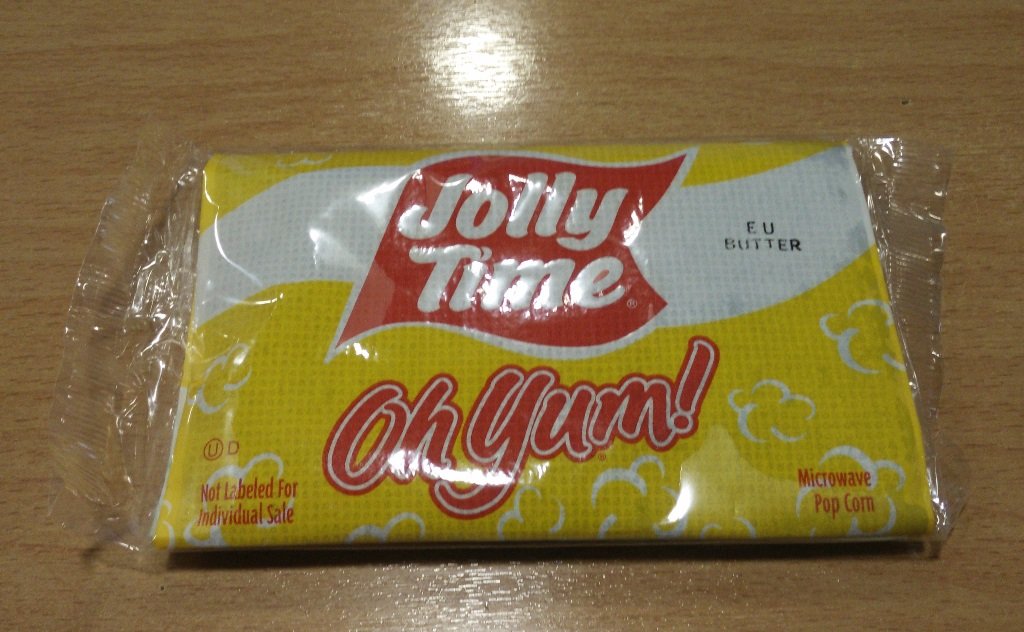 Jolly
Time®
EU
BUTTER
Oh Yum!®
Ⓤ D
Not Labeled For
Individual Sale
Microwave
Pop Corn